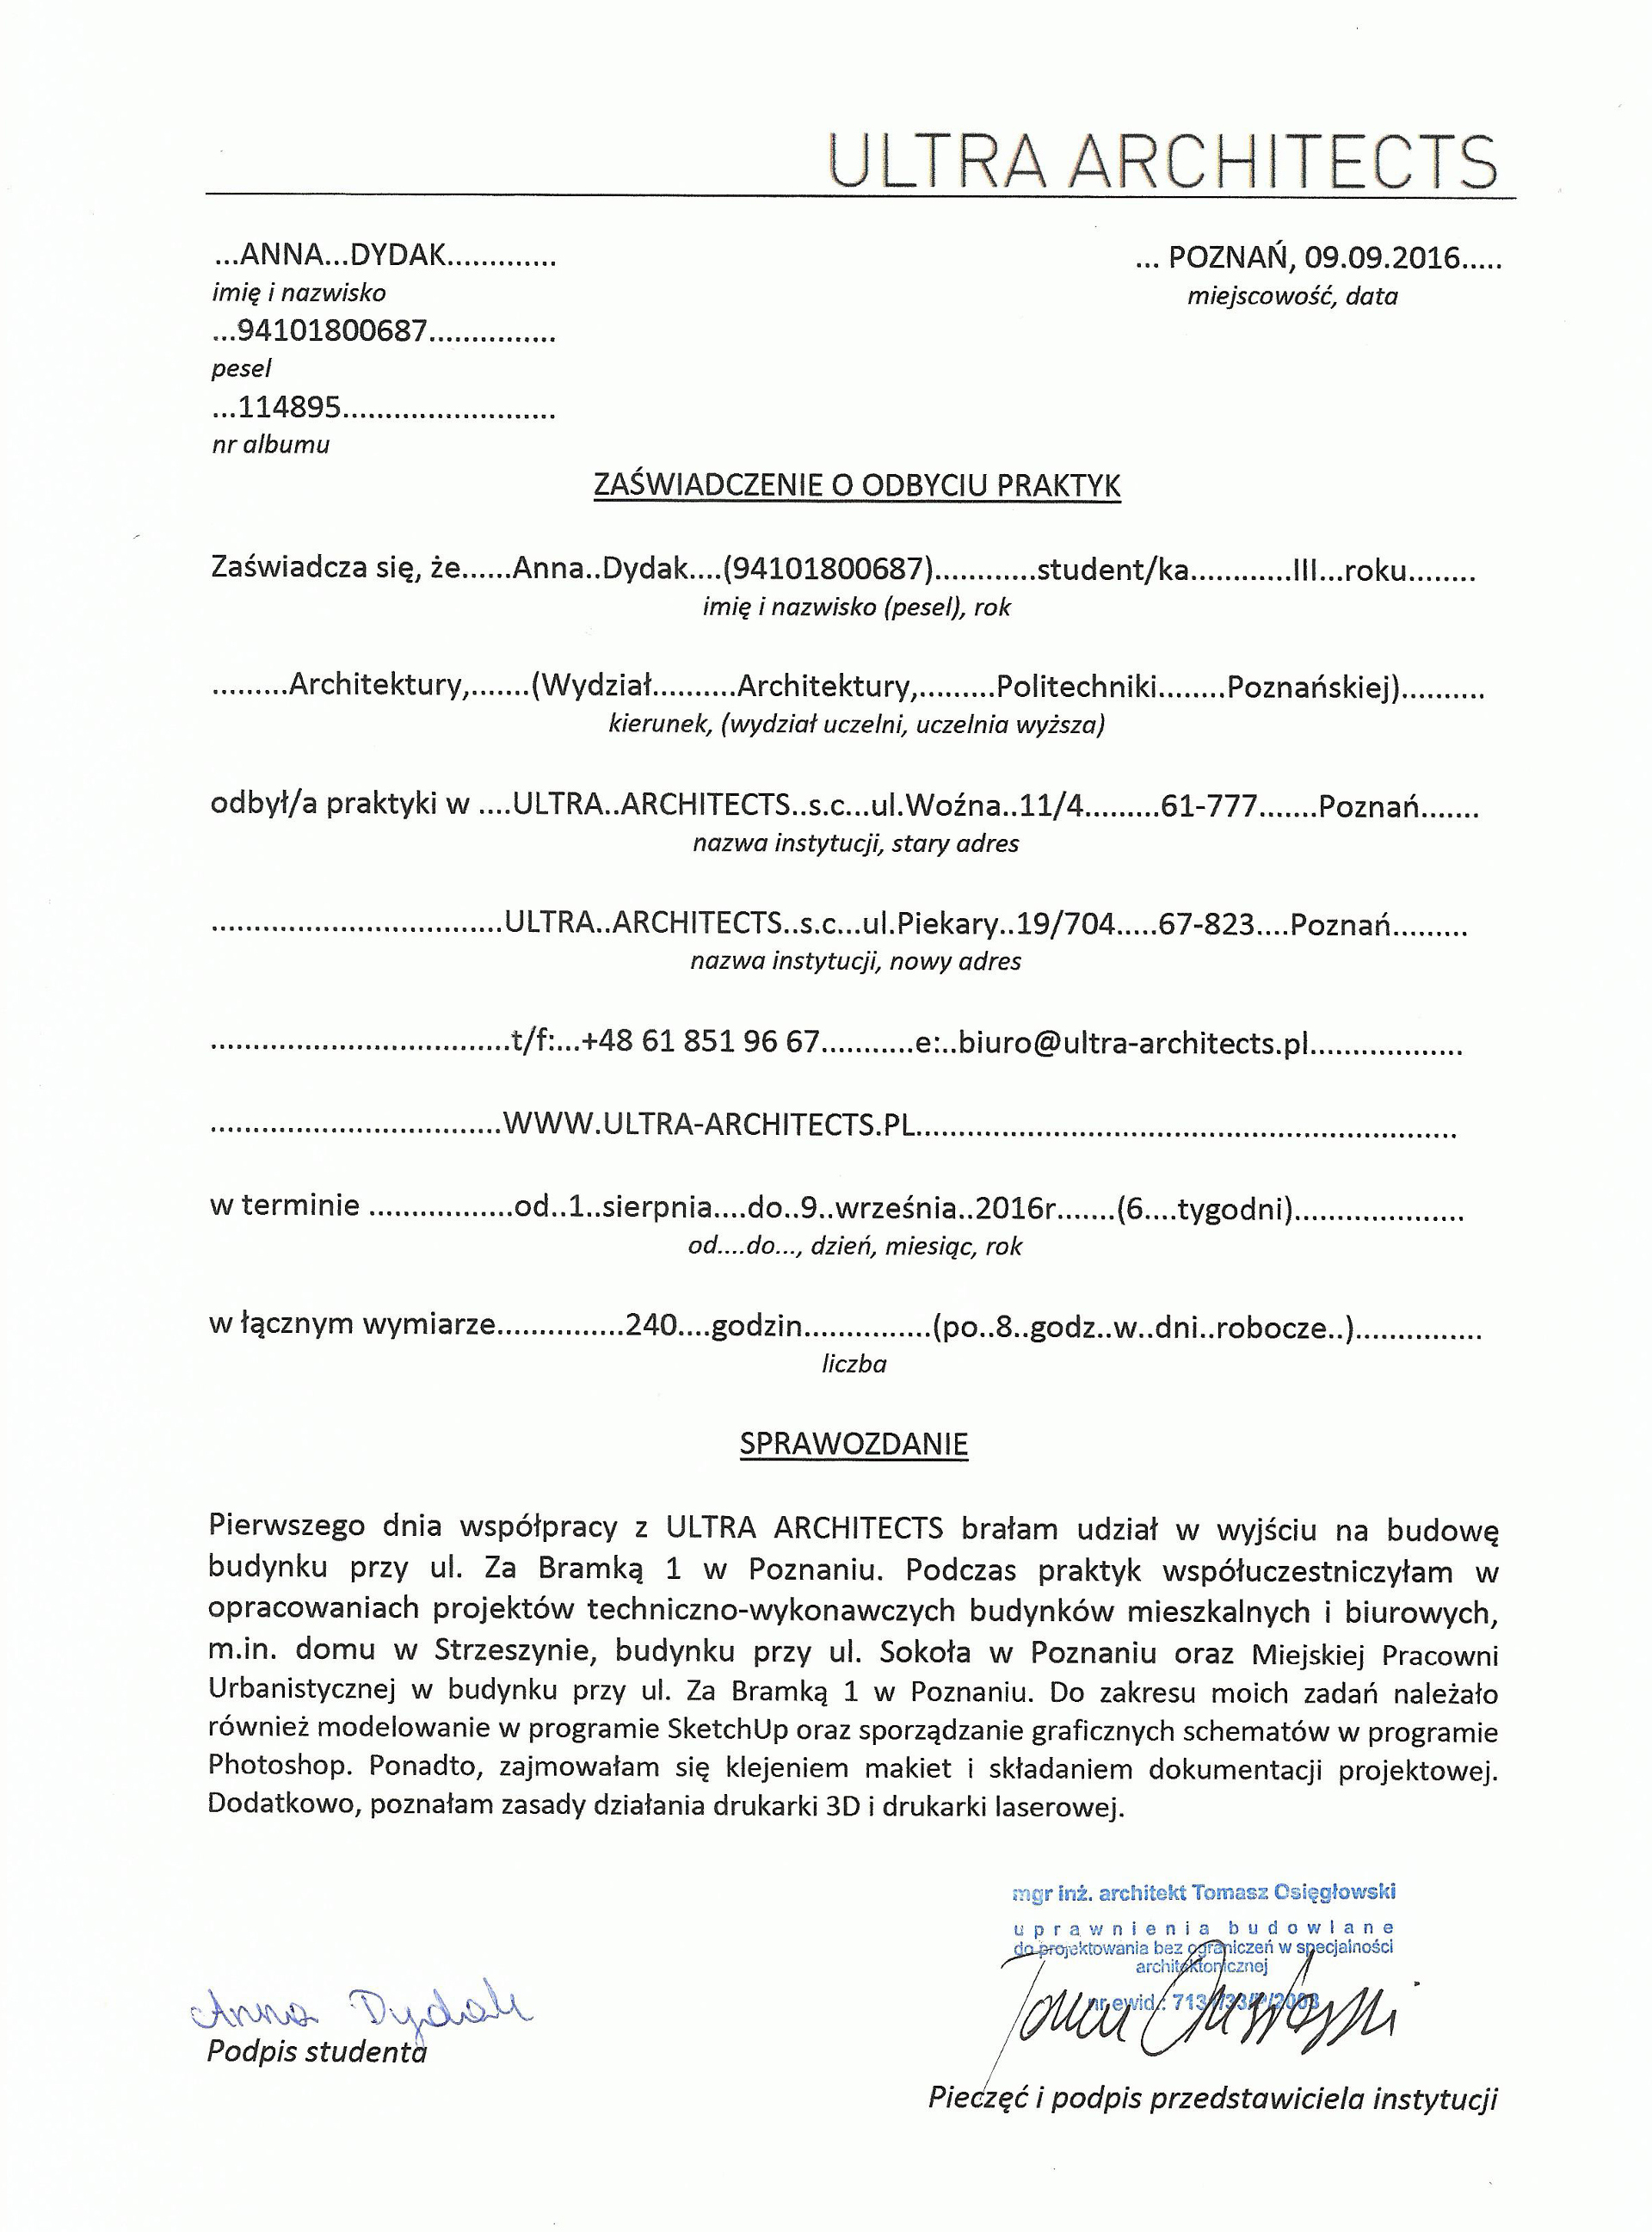 ULTRA ARCHITECTS
...ANNA...DYDAK.............
... POZNAŃ, 09.09.2016.....
imię i nazwisko
miejscowość, data
...94101800687...............
pesel
...114895.........................
nr albumu
ZAŚWIADCZENIE O ODBYCIU PRAKTYK
Zaświadcza się, że......Anna..Dydak....(94101800687)............student/ka............III...roku........
imię i nazwisko (pesel), rok
.........Architektury,.......(Wydział..........Architektury,.........Politechniki........Poznańskiej)..........
kierunek, (wydział uczelni, uczelnia wyższa)
odbył/a praktyki w ....ULTRA..ARCHITECTS..s.c...ul.Woźna..11/4.........61-777.......Poznań.......
nazwa instytucji, stary adres
..................................ULTRA..ARCHITECTS..s.c...ul.Piekary..19/704.....67-823....Poznań.........
nazwa instytucji, nowy adres
...................................t/f:...+48 61 851 96 67...........e:..biuro@ultra-architects.pl..................
..................................WWW.ULTRA-ARCHITECTS.PL................................................................
w terminie .................od..1..sierpnia....do..9..września..2016r.......(6....tygodni)....................
od....do..., dzień, miesiąc, rok
w łącznym wymiarze...............240....godzin...............(po..8..godz..w..dni..robocze..)...............
liczba
SPRAWOZDANIE
Pierwszego dnia współpracy z ULTRA ARCHITECTS brałam udział w wyjściu na budowę
budynku przy ul. Za Bramką 1 w Poznaniu. Podczas praktyk współuczestniczyłam w
opracowaniach projektów techniczno-wykonawczych budynków mieszkalnych i biurowych,
m.in. domu w Strzeszynie, budynku przy ul. Sokoła w Poznaniu oraz Miejskiej Pracowni
Urbanistycznej w budynku przy ul. Za Bramką 1 w Poznaniu. Do zakresu moich zadań należało
również modelowanie w programie SketchUp oraz sporządzanie graficznych schematów w programie
Photoshop. Ponadto, zajmowałam się klejeniem makiet i składaniem dokumentacji projektowej.
Dodatkowo, poznałam zasady działania drukarki 3D i drukarki laserowej.
mgr inż. architekt Tomasz Osięgłowski
uprawnienia budowlane
do projektowania bez ograniczeń w specjalności
architektonicznej
nr ewid.:
Anna Dydak
Podpis studenta
Pieczęć i podpis przedstawiciela instytucji